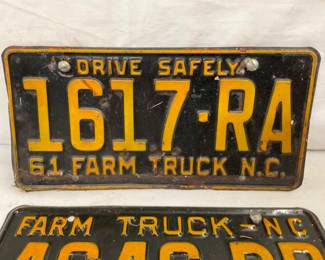 DRIVE SAFELY
1617-RA
61 FARM TRUCK N.C.
FARM TRUCK-NC